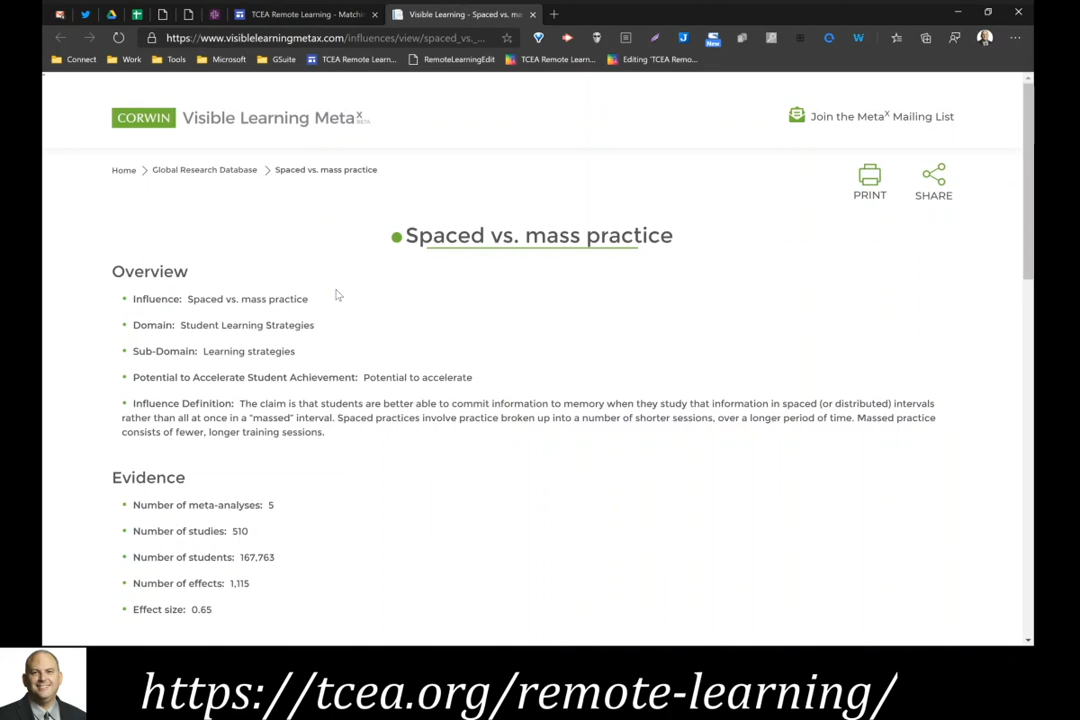 TCEA Remote Learning - Matchi
Visible Learning - Spaced vs. ma
https://www.visiblelearningmetax.com/influences/view/spaced_vs._...
New
Connect
Work
Tools
Microsoft
GSuite
TCEA Remote Learn...
RemoteLearningEdit
TCEA Remote Learn...
Editing 'TCEA Remo...
CORWIN Visible Learning Meta X BETA
Join the MetaX Mailing List
Home > Global Research Database > Spaced vs. mass practice
PRINT
SHARE
Spaced vs. mass practice
Overview
Influence: Spaced vs. mass practice
Domain: Student Learning Strategies
Sub-Domain: Learning strategies
Potential to Accelerate Student Achievement: Potential to accelerate
Influence Definition: The claim is that students are better able to commit information to memory when they study that information in spaced (or distributed) intervals
rather than all at once in a "massed" interval. Spaced practices involve practice broken up into a number of shorter sessions, over a longer period of time. Massed practice
consists of fewer, longer training sessions.
Evidence
Number of meta-analyses: 5
Number of studies: 510
Number of students: 167,763
Number of effects: 1,115
Effect size: 0.65
https://tcea.org/remote-learning/